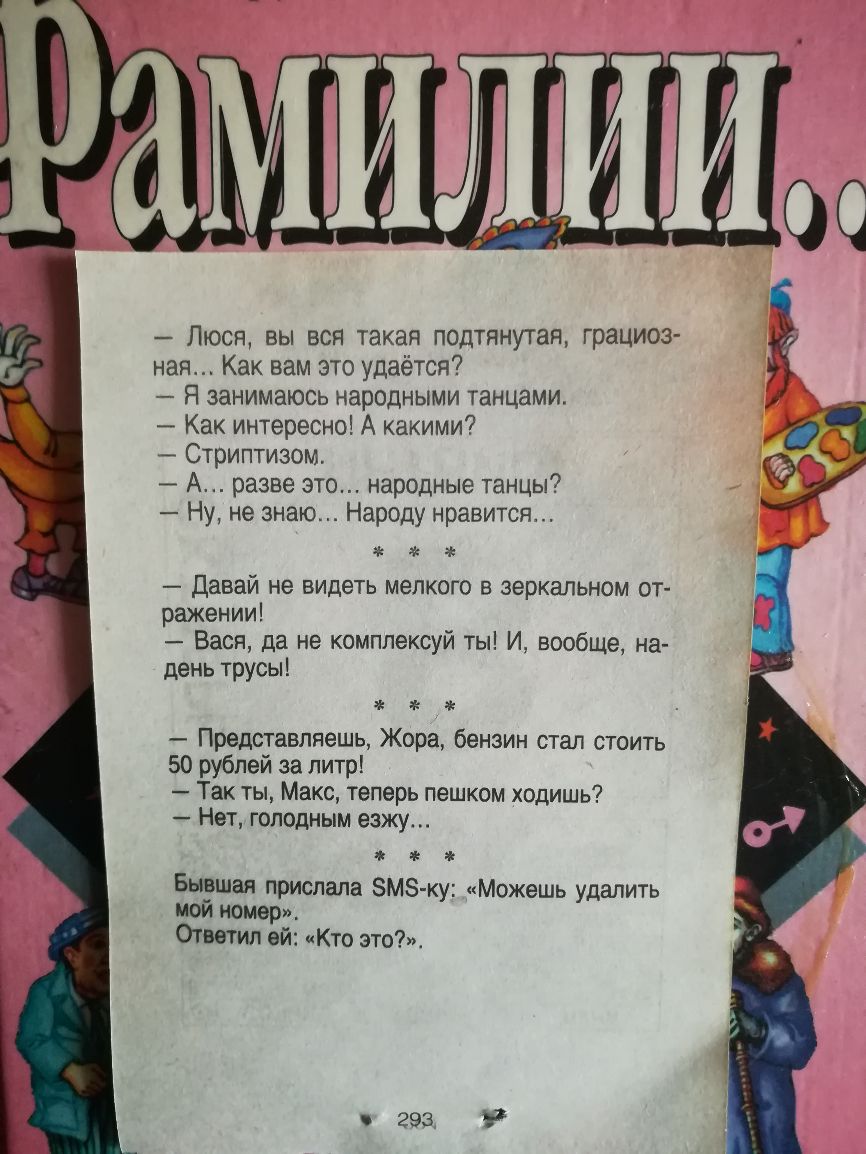 Фамилии..
— Люся, вы вся такая подтянутая, грациоз-
ная... Как вам это удаётся?
— Я занимаюсь народными танцами.
— Как интересно! А какими?
— Стриптизом.
— А... разве это... народные танцы?
— Ну, не знаю... Народу нравится...
* * *
— Давай не видеть мелкого в зеркальном от-
ражении!
— Вася, да не комплексуй ты! И, вообще, на-
день трусы!
* * *
— Представляешь, Жора, бензин стал стоить
50 рублей за литр!
— Так ты, Макс, теперь пешком ходишь?
— Нет, голодным езжу...
* * *
Бывшая прислала SMS-ку: «Можешь удалить
мой номер».
Ответил ей: «Кто это?».
293